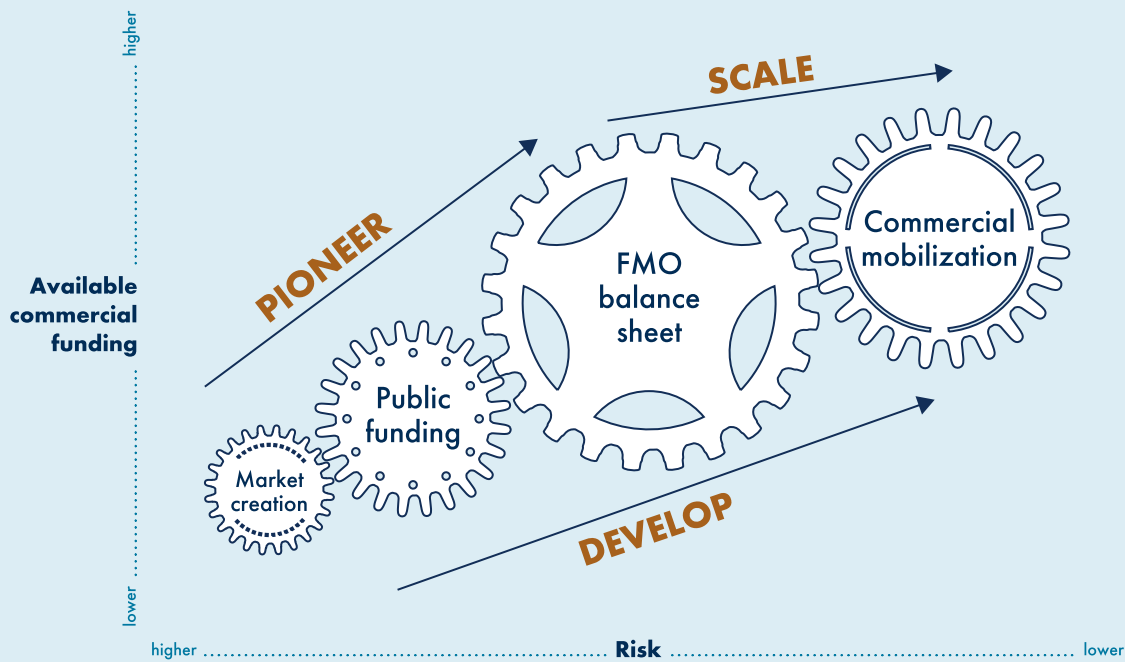 higher
SCALE
PIONEER
Commercial
mobilization
FMO
balance
sheet
Available
commercial
funding
Public
funding
Market
creation
DEVELOP
lower
higher
Risk
lower